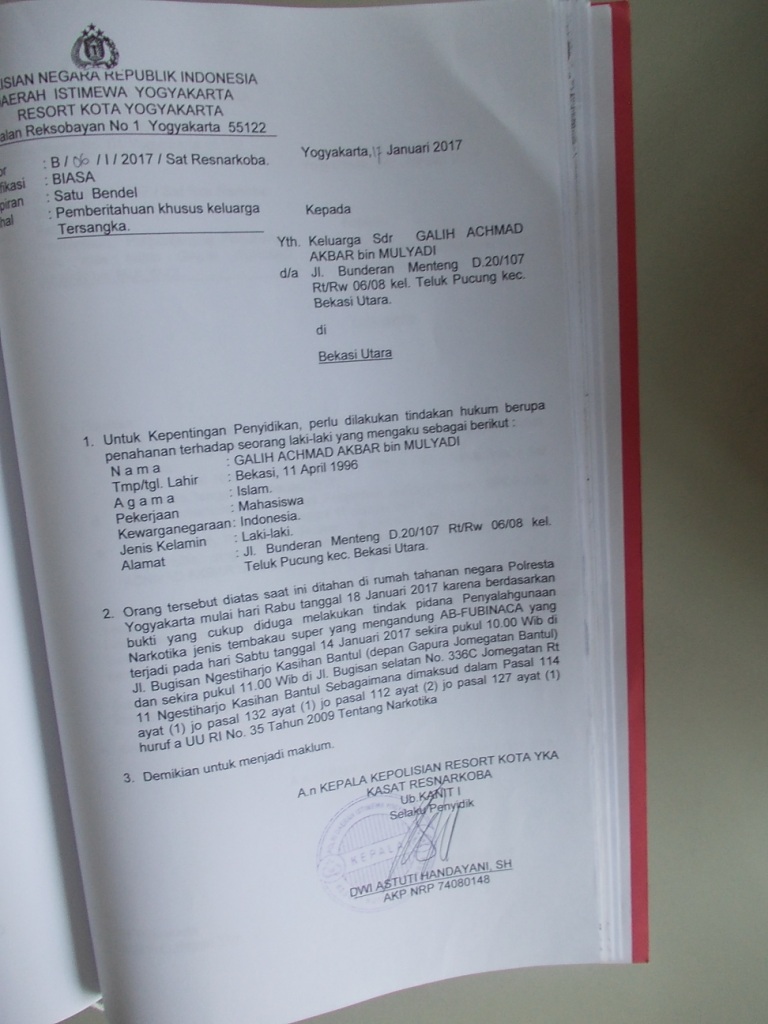 ISIAN NEGARA REPUBLIK INDONESIA
AERAH ISTIMEWA YOGYAKARTA
RESORT KOTA YOGYAKARTA
alan Reksobayan No 1 Yogyakarta 55122
Yogyakarta, 17 Januari 2017
or : B / 06 / I / 2017 / Sat Resnarkoba.
fikasi : BIASA
piran : Satu Bendel
hal : Pemberitahuan khusus keluarga
Tersangka.
Kepada
Yth. Keluarga Sdr GALIH ACHMAD
AKBAR bin MULYADI
d/a Jl. Bunderan Menteng D.20/107
Rt/Rw 06/08 kel. Teluk Pucung kec.
Bekasi Utara.
di
Bekasi Utara
1. Untuk Kepentingan Penyidikan, perlu dilakukan tindakan hukum berupa
penahanan terhadap seorang laki-laki yang mengaku sebagai berikut :
N a m a : GALIH ACHMAD AKBAR bin MULYADI
Tmp/tgl. Lahir : Bekasi, 11 April 1996
A g a m a : Islam.
Pekerjaan : Mahasiswa
Kewarganegaraan : Indonesia.
Jenis Kelamin : Laki-laki.
Alamat : Jl. Bunderan Menteng D.20/107 Rt/Rw 06/08 kel.
Teluk Pucung kec. Bekasi Utara.
2. Orang tersebut diatas saat ini ditahan di rumah tahanan negara Polresta
Yogyakarta mulai hari Rabu tanggal 18 Januari 2017 karena berdasarkan
bukti yang cukup diduga melakukan tindak pidana Penyalahgunaan
Narkotika jenis tembakau super yang mengandung AB-FUBINACA yang
terjadi pada hari Sabtu tanggal 14 Januari 2017 sekira pukul 10.00 Wib di
Jl. Bugisan Ngestiharjo Kasihan Bantul (depan Gapura Jomegatan Bantul)
dan sekira pukul 11.00 Wib di Jl. Bugisan selatan No. 336C Jomegatan Rt
11 Ngestiharjo Kasihan Bantul Sebagaimana dimaksud dalam Pasal 114
ayat (1) jo pasal 132 ayat (1) jo pasal 112 ayat (2) jo pasal 127 ayat (1)
huruf a UU RI No. 35 Tahun 2009 Tentang Narkotika
3. Demikian untuk menjadi maklum.
A.n KEPALA KEPOLISIAN RESORT KOTA YKA
KASAT RESNARKOBA
Ub.KANIT I
Selaku Penyidik
KEPALA
DWI ASTUTI HANDAYANI, SH
AKP NRP 74080148